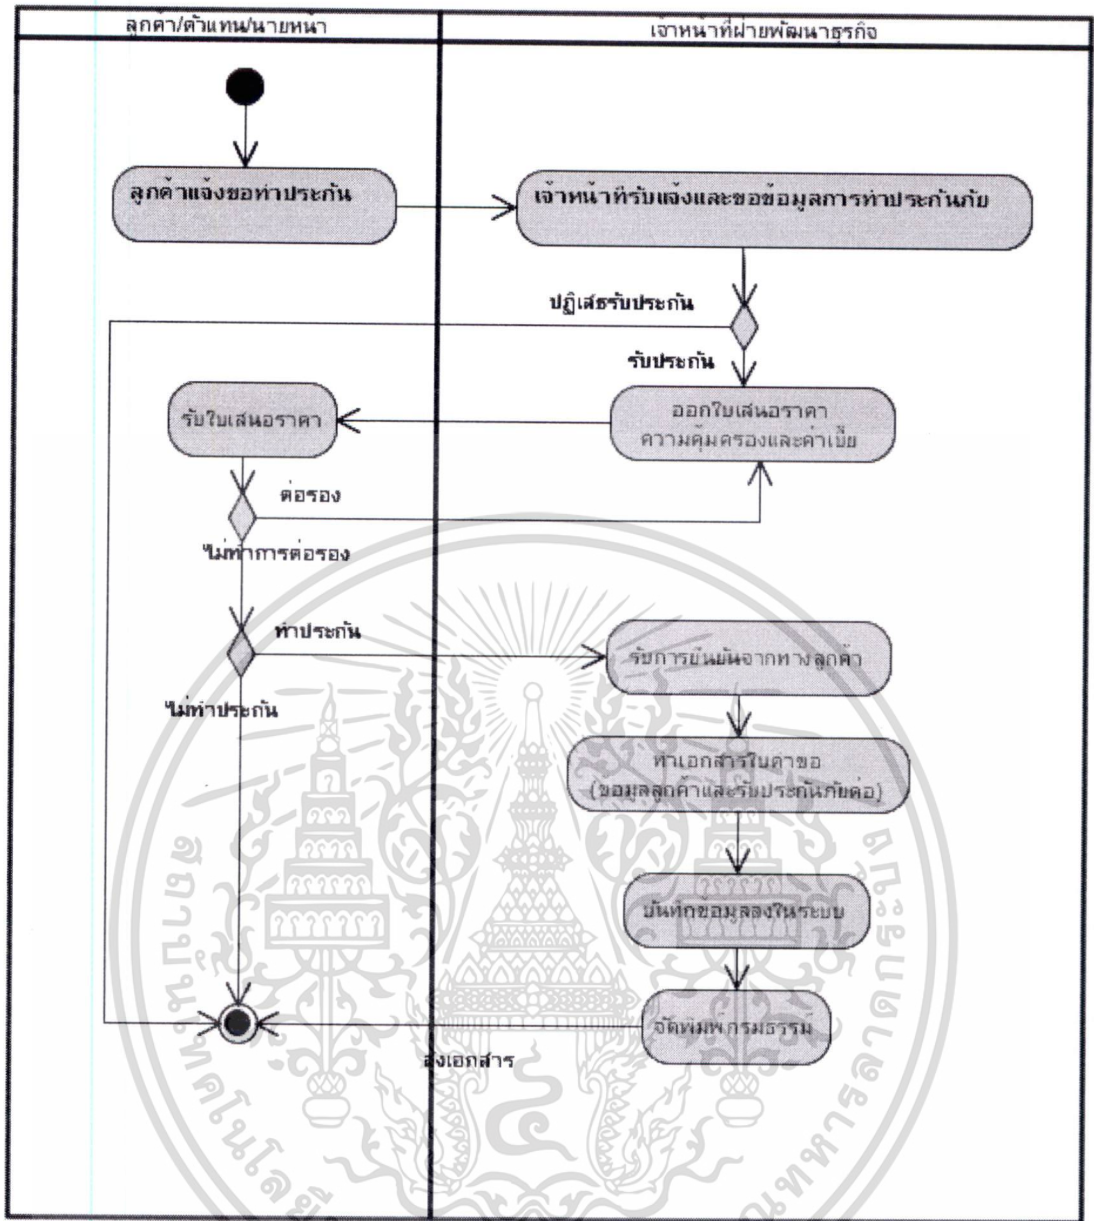 ลูกค้า/ตัวแทน/นายหน้า
เจ้าหน้าที่ฝ่ายพัฒนาธุรกิจ
ลูกค้าแจ้งขอทำประกัน
เจ้าหน้าที่รับแจ้งและขอข้อมูลการทำประกันภัย
ปฏิเสธรับประกัน
รับประกัน
รับใบเสนอราคา
ออกใบเสนอราคา
ความคุ้มครองและค่าเบี้ย
ต่อรอง
ไม่ทำการต่อรอง
ทำประกัน
รับการยืนยันจากทางลูกค้า
ไม่ทำประกัน
ทำเอกสารใบคำขอ
(ข้อมูลลูกค้าและรับประกันภัยต่อ)
บันทึกข้อมูลลงในระบบ
จัดพิมพ์กรมธรรม์
ส่งเอกสาร